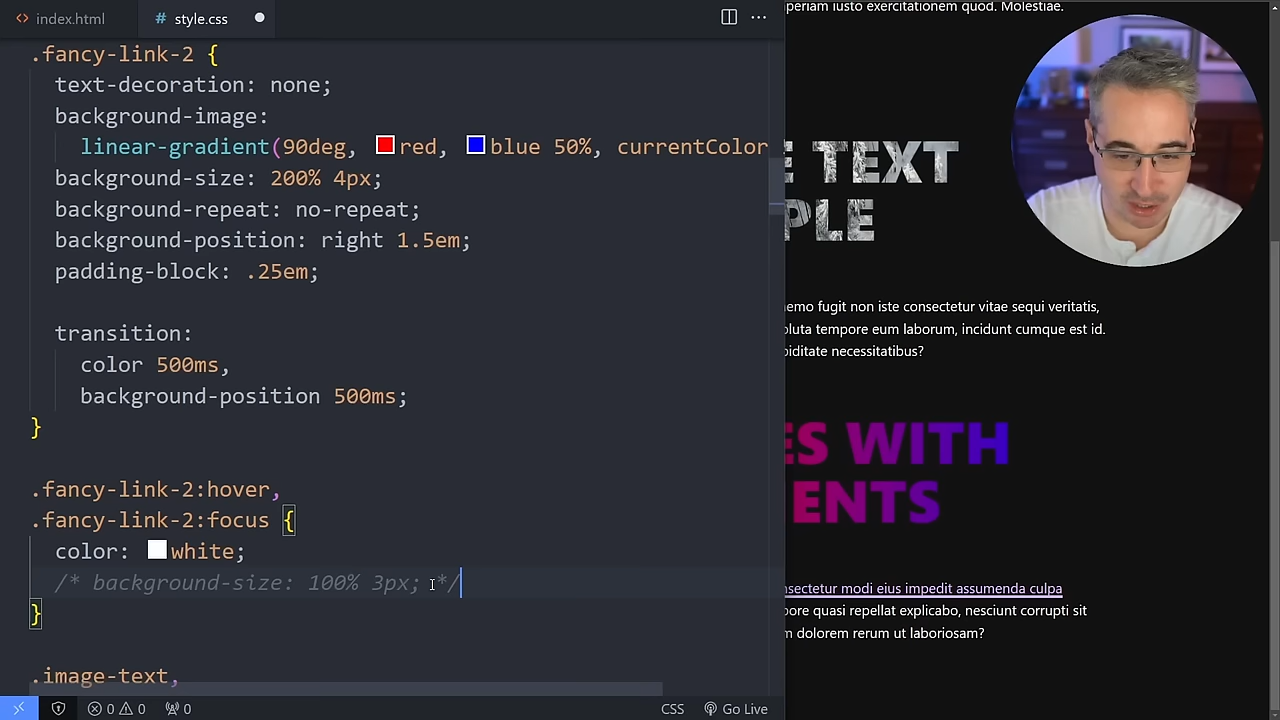 index.html
# style.css
.fancy-link-2 {
text-decoration: none;
background-image:
linear-gradient(90deg, red, blue 50%, currentColor
background-size: 200% 4px;
background-repeat: no-repeat;
background-position: right 1.5em;
padding-block: .25em;
transition:
color 500ms,
background-position 500ms;
}
.fancy-link-2:hover,
.fancy-link-2:focus {
color: white;
/* background-size: 100% 3px; */
}
.image-text,
0 0 0
CSS Go Live
periam iusto exercitationem quod. Molestiae.
E TEXT
PLE
emo fugit non iste consectetur vitae sequi veritatis,
oluta tempore eum laborum, incidunt cumque est id.
piditate necessitatibus?
ES WITH
ENTS
nsectetur modi eius impedit assumenda culpa
pore quasi repellat explicabo, nesciunt corrupti sit
m dolorem rerum ut laboriosam?